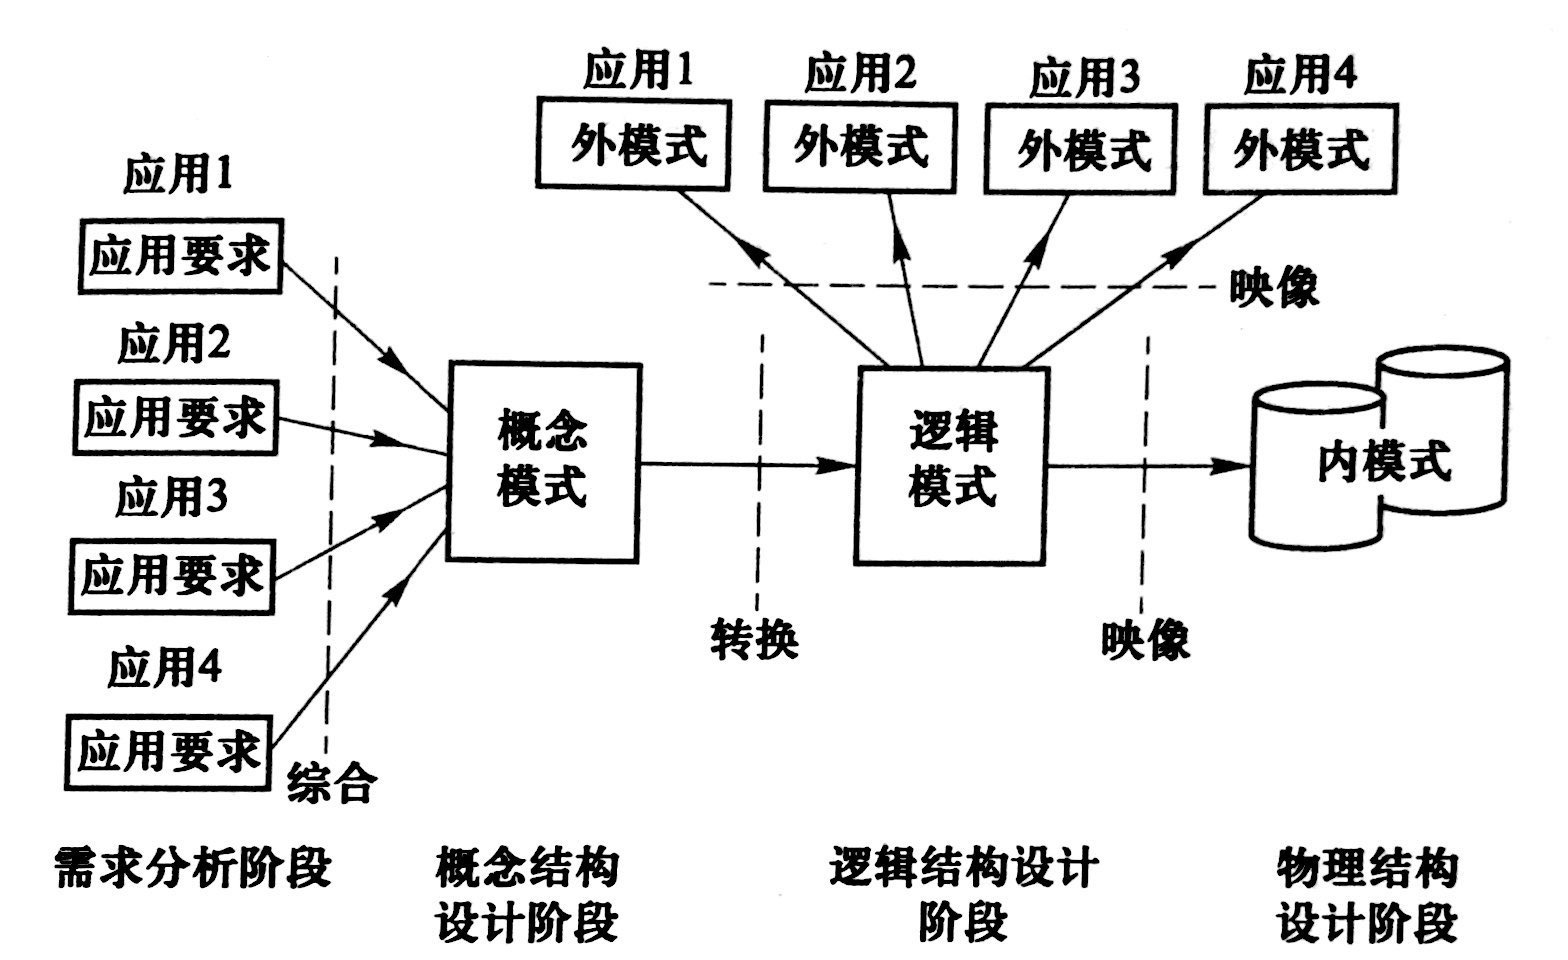 应用1
应用2
应用3
应用4
外模式
外模式
外模式
外模式
应用1
应用要求
应用2
应用要求
应用3
应用要求
应用4
应用要求
综合
概念
模式
转换
逻辑
模式
映像
映像
内模式
需求分析阶段
概念结构
设计阶段
逻辑结构设计
阶段
物理结构
设计阶段